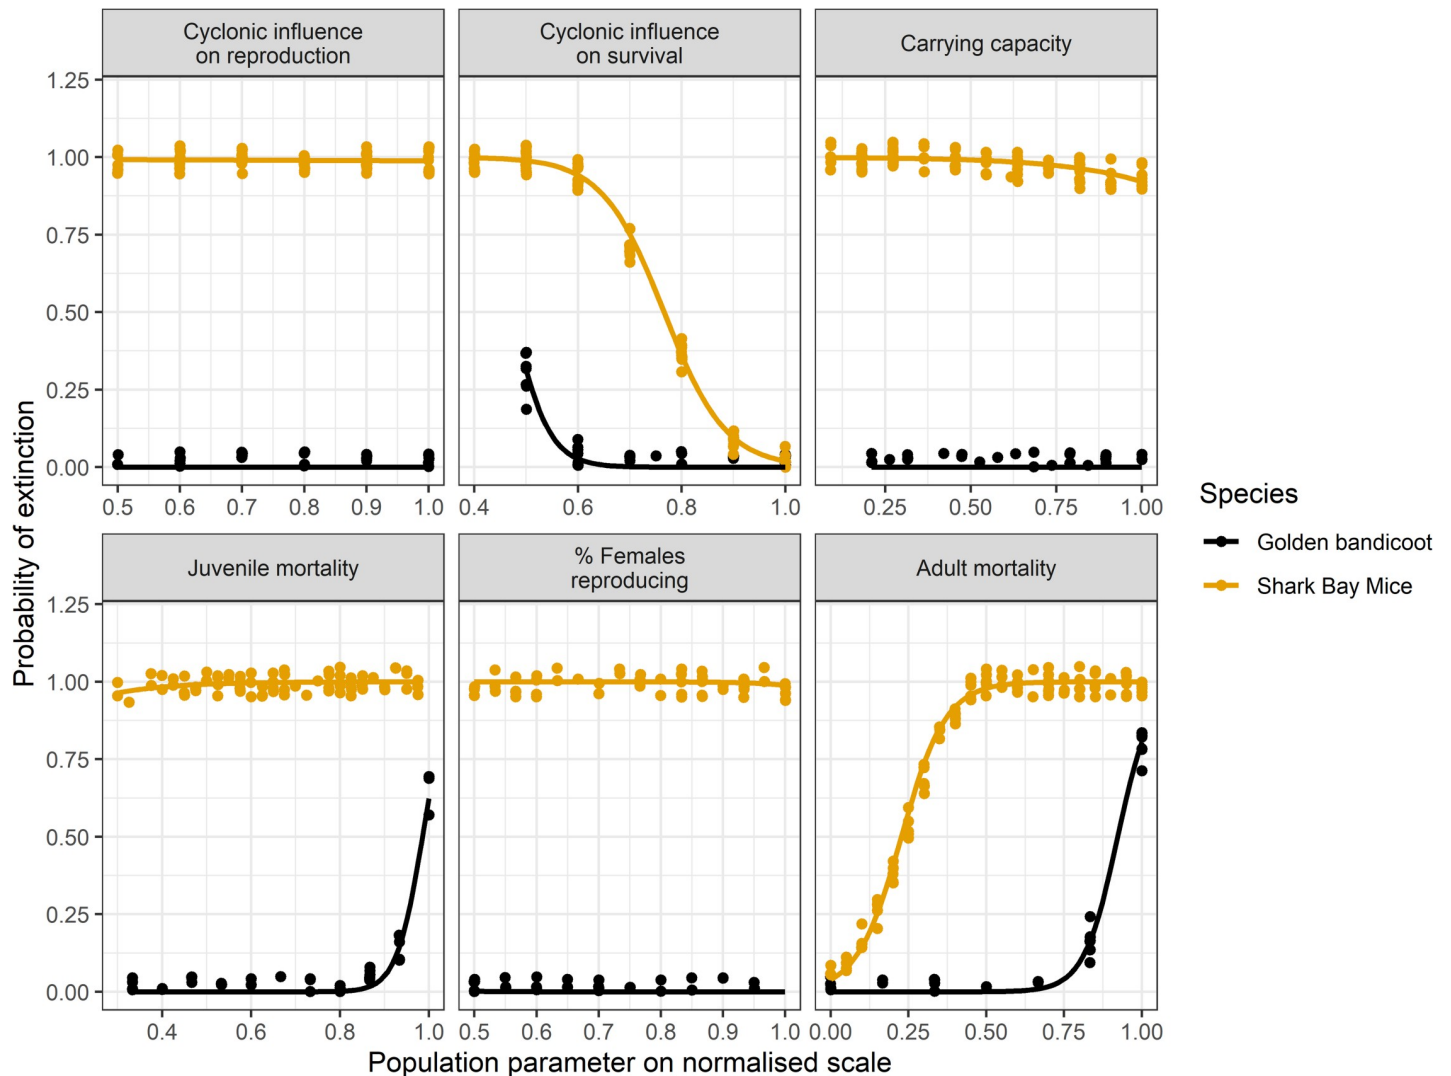 Cyclonic influence
on reproduction
Cyclonic influence
on survival
Carrying capacity
1.25
1.00
0.75
0.50
0.25
0.00
0.5 0.6 0.7 0.8 0.9 1.0
0.4 0.6 0.8 1.0
0.25 0.50 0.75 1.00
Probability of extinction
Species
Golden bandicoot
Shark Bay Mice
Juvenile mortality
% Females
reproducing
Adult mortality
1.25
1.00
0.75
0.50
0.25
0.00
0.4 0.6 0.8 1.0
0.5 0.6 0.7 0.8 0.9 1.0
0.00 0.25 0.50 0.75 1.00
Population parameter on normalised scale